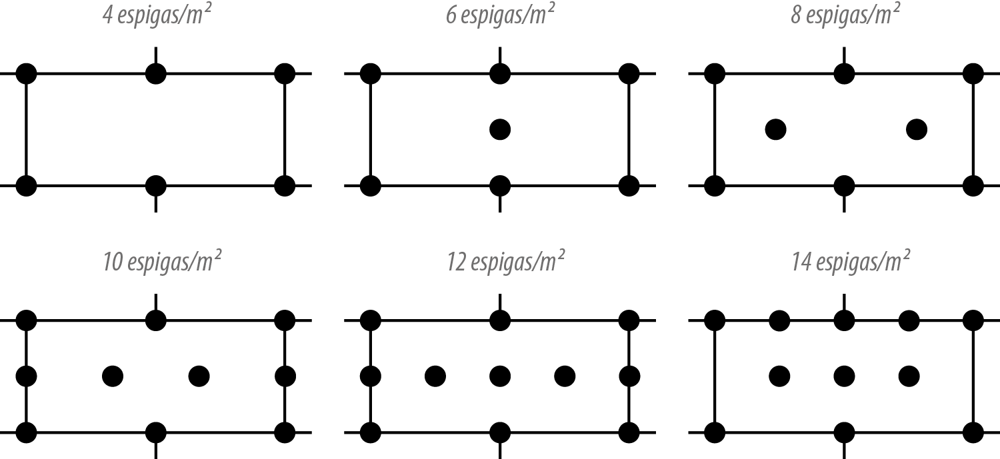 4 espigas/m²
6 espigas/m²
8 espigas/m²
10 espigas/m²
12 espigas/m²
14 espigas/m²